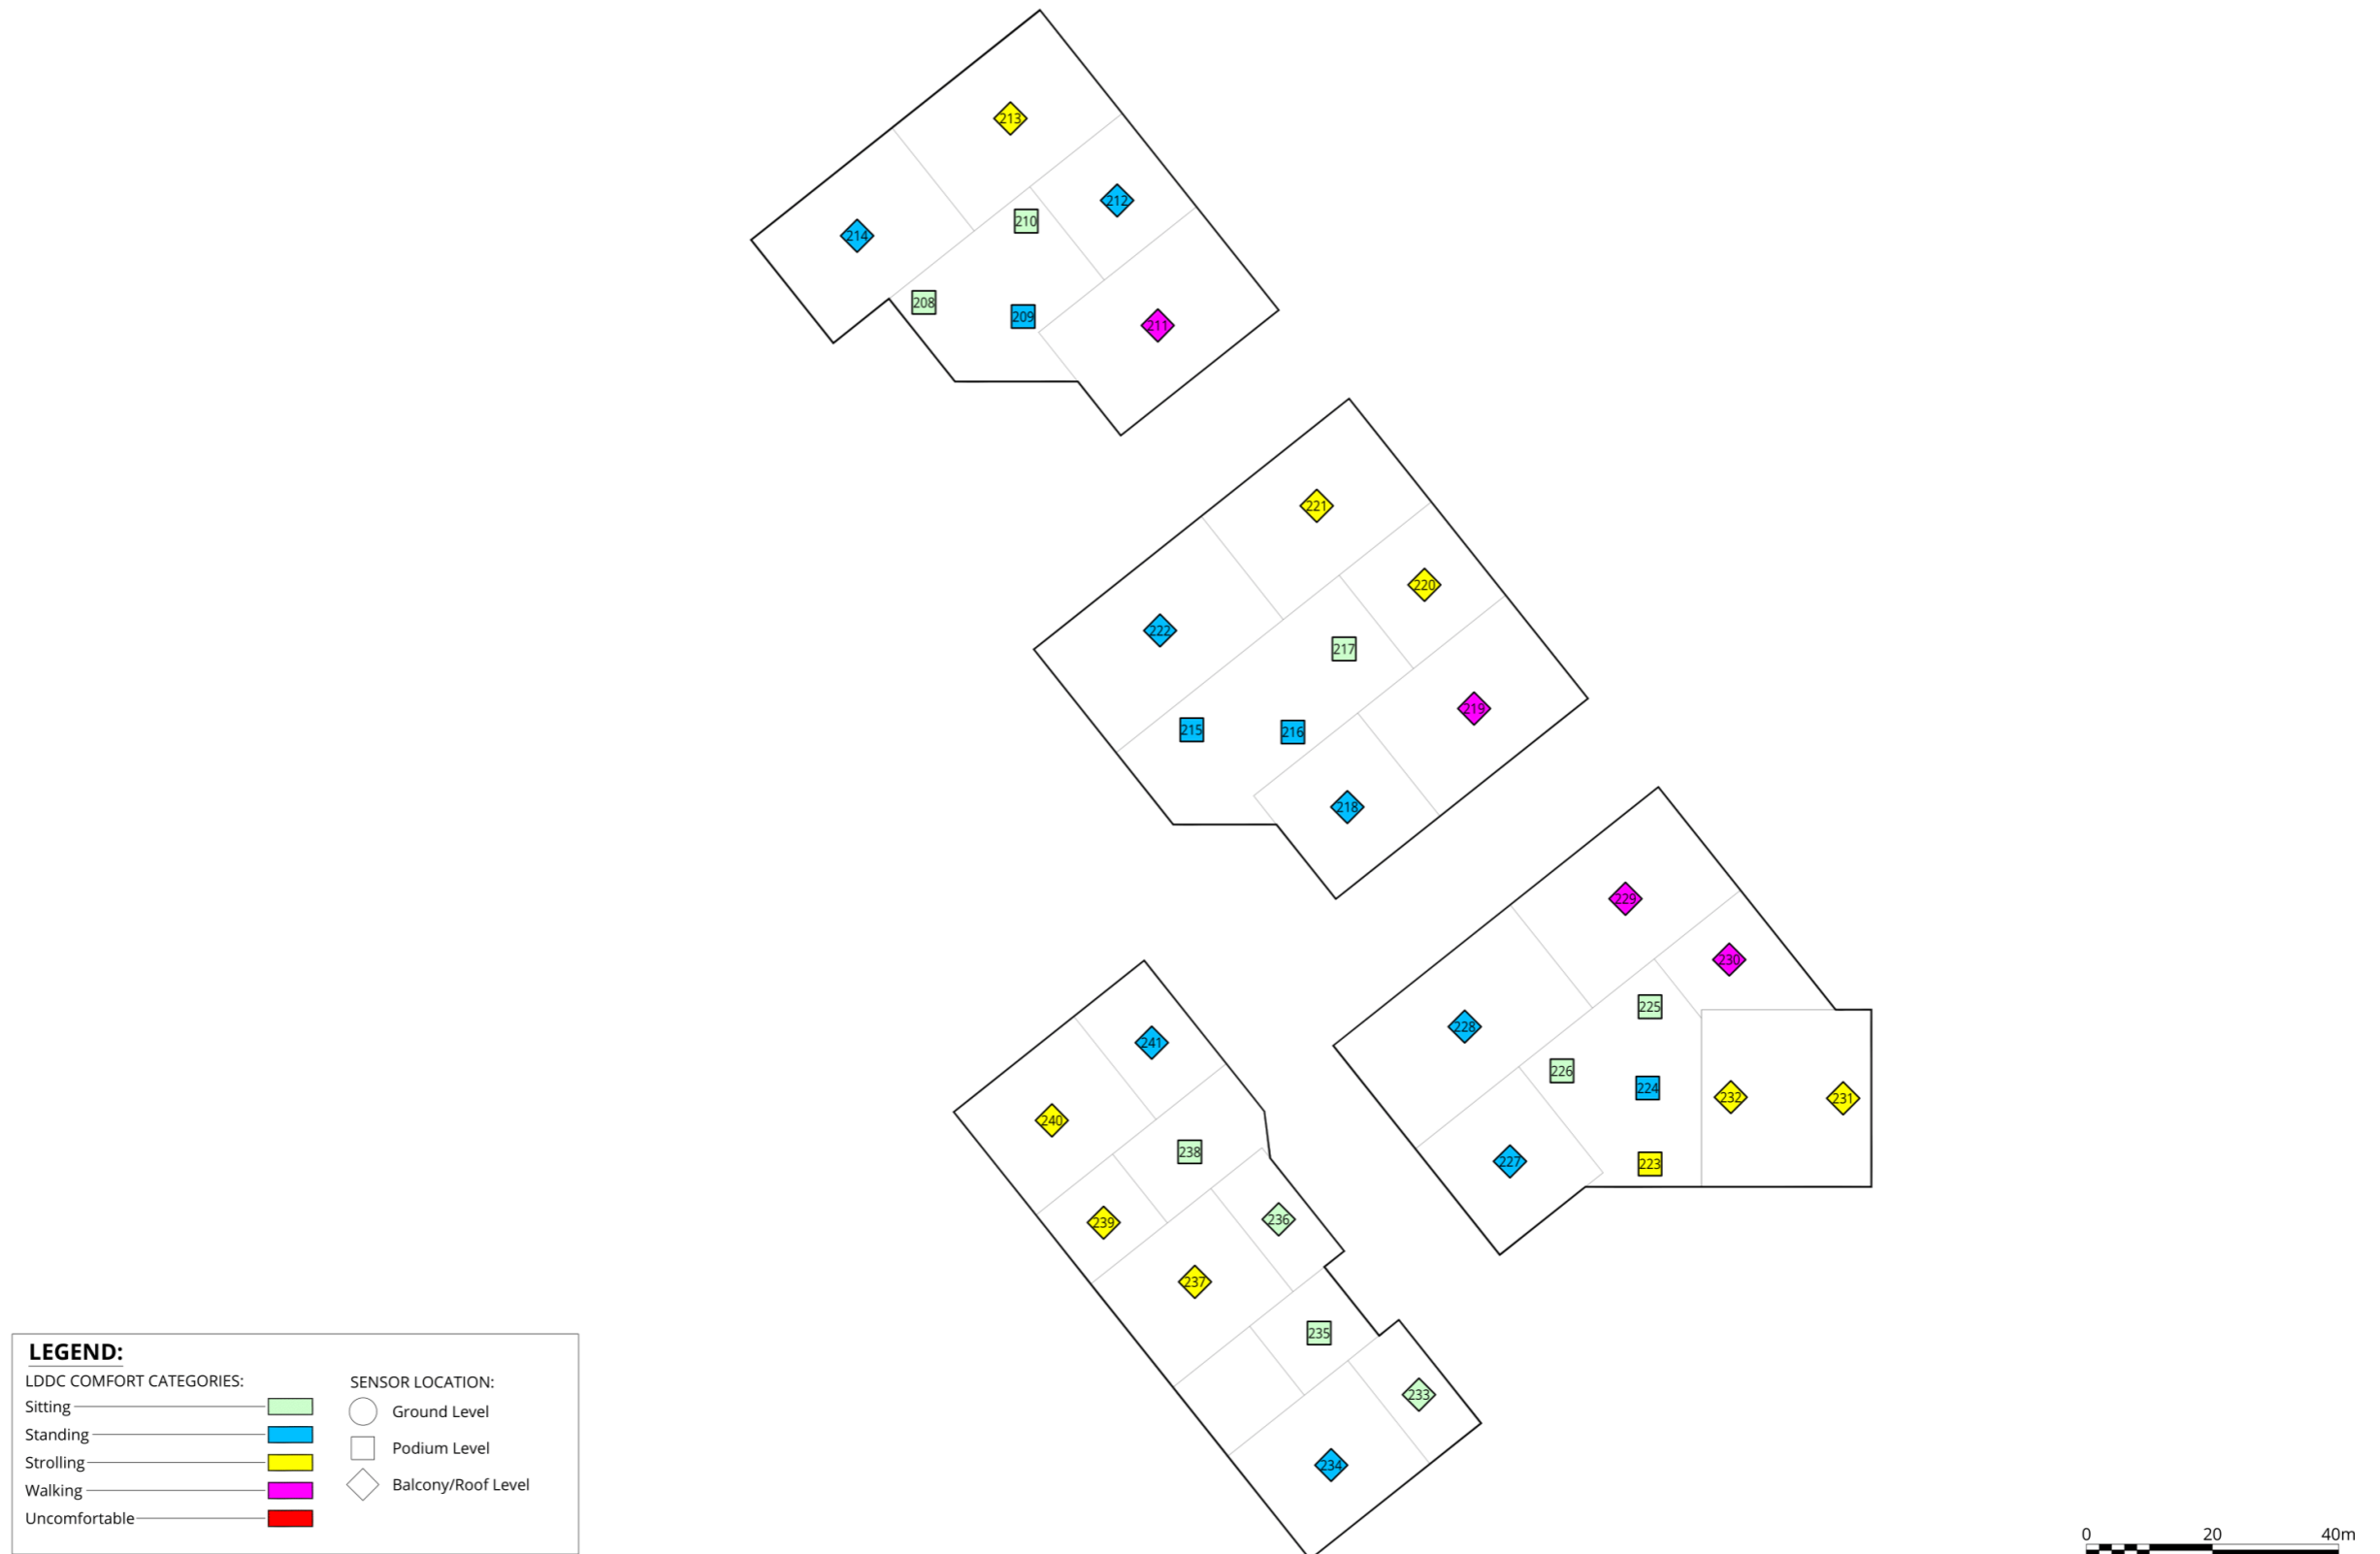 213
212
210
214
208
209
211
221
220
222
217
219
215
216
218
229
230
225
228
241
226
224
232
231
240
238
227
223
236
239
237
235
233
234
LEGEND:
LDDC COMFORT CATEGORIES:
Sitting
Standing
Strolling
Walking
Uncomfortable
SENSOR LOCATION:
Ground Level
Podium Level
Balcony/Roof Level
0 20 40m